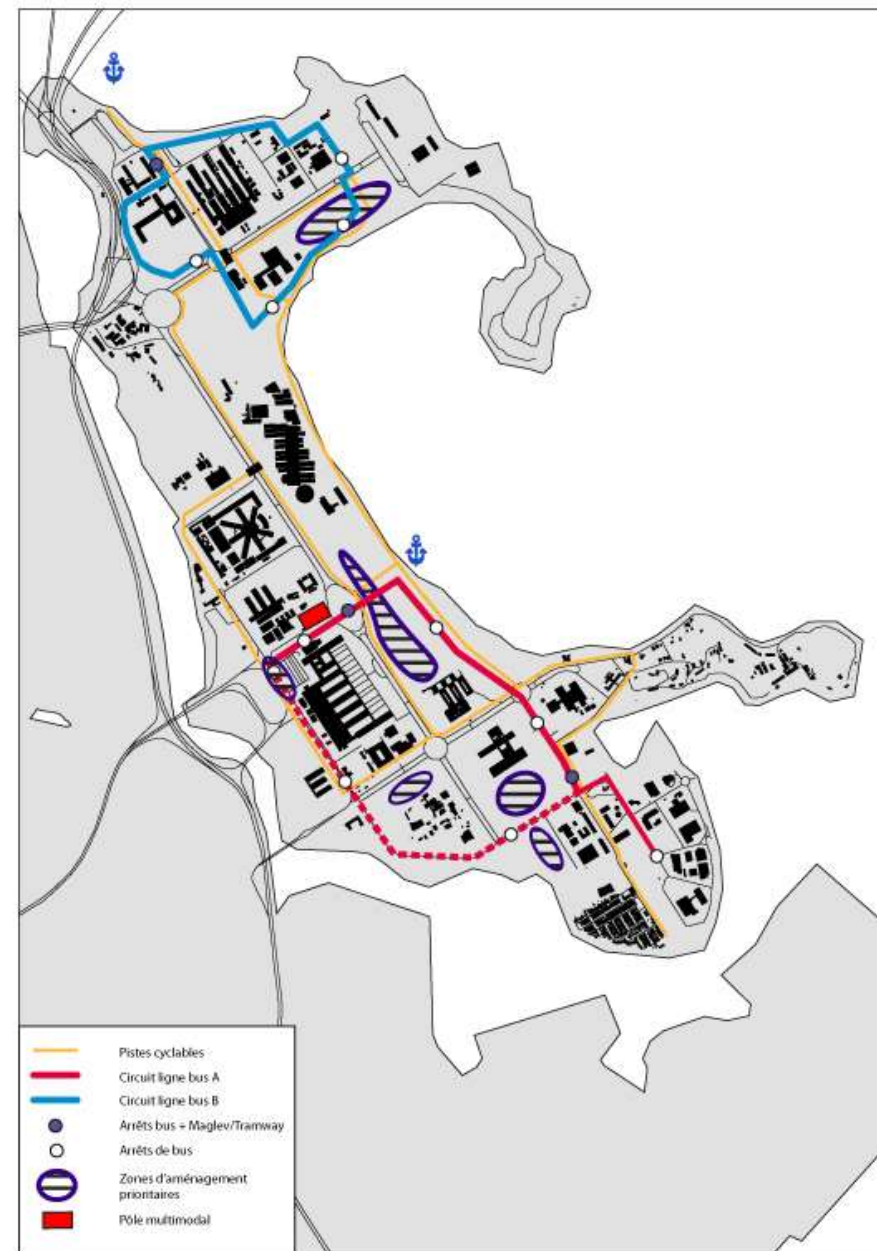 Pistes cyclables
Circuit ligne bus A
Circuit ligne bus B
Arrêts bus + Maglev/Tramway
Arrêts de bus
Zones d'aménagement
prioritaires
Pôle multimodal